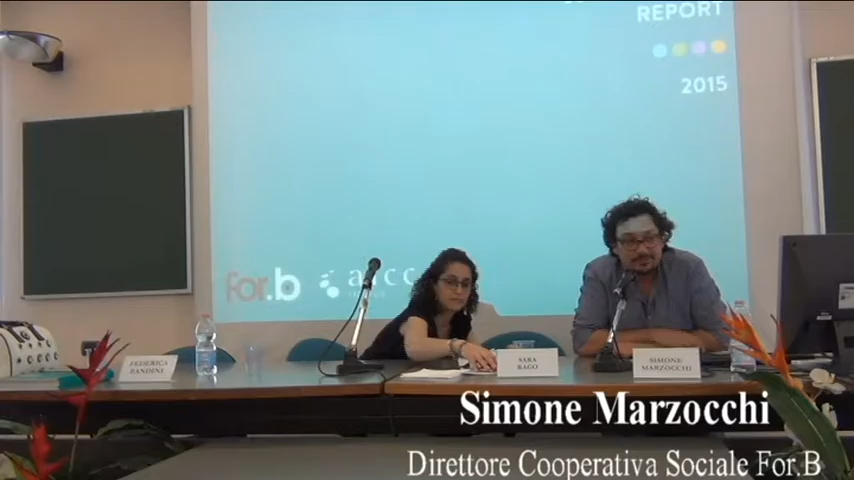 REPORT
2015
for.b
FEDERICA
BANDINI
SARA
RAGO
SIMONE
MARZOCCHI
Simone Marzocchi
Direttore Cooperativa Sociale For.B